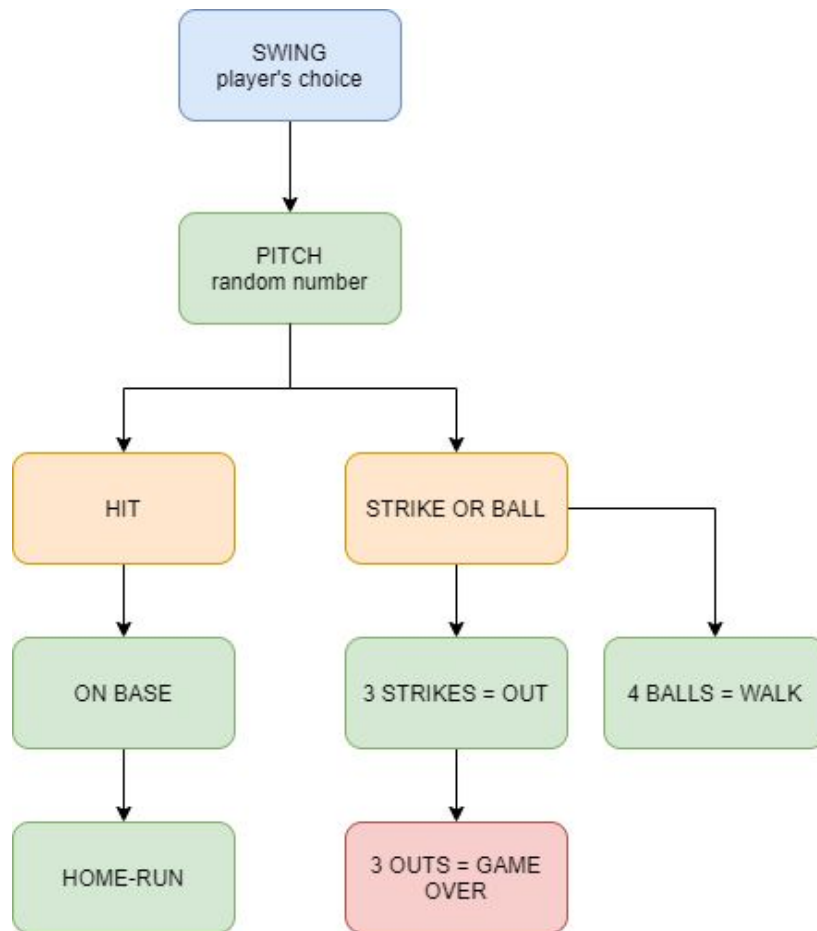 SWING
player's choice
PITCH
random number
HIT
STRIKE OR BALL
ON BASE
3 STRIKES = OUT
4 BALLS = WALK
HOME-RUN
3 OUTS = GAME
OVER